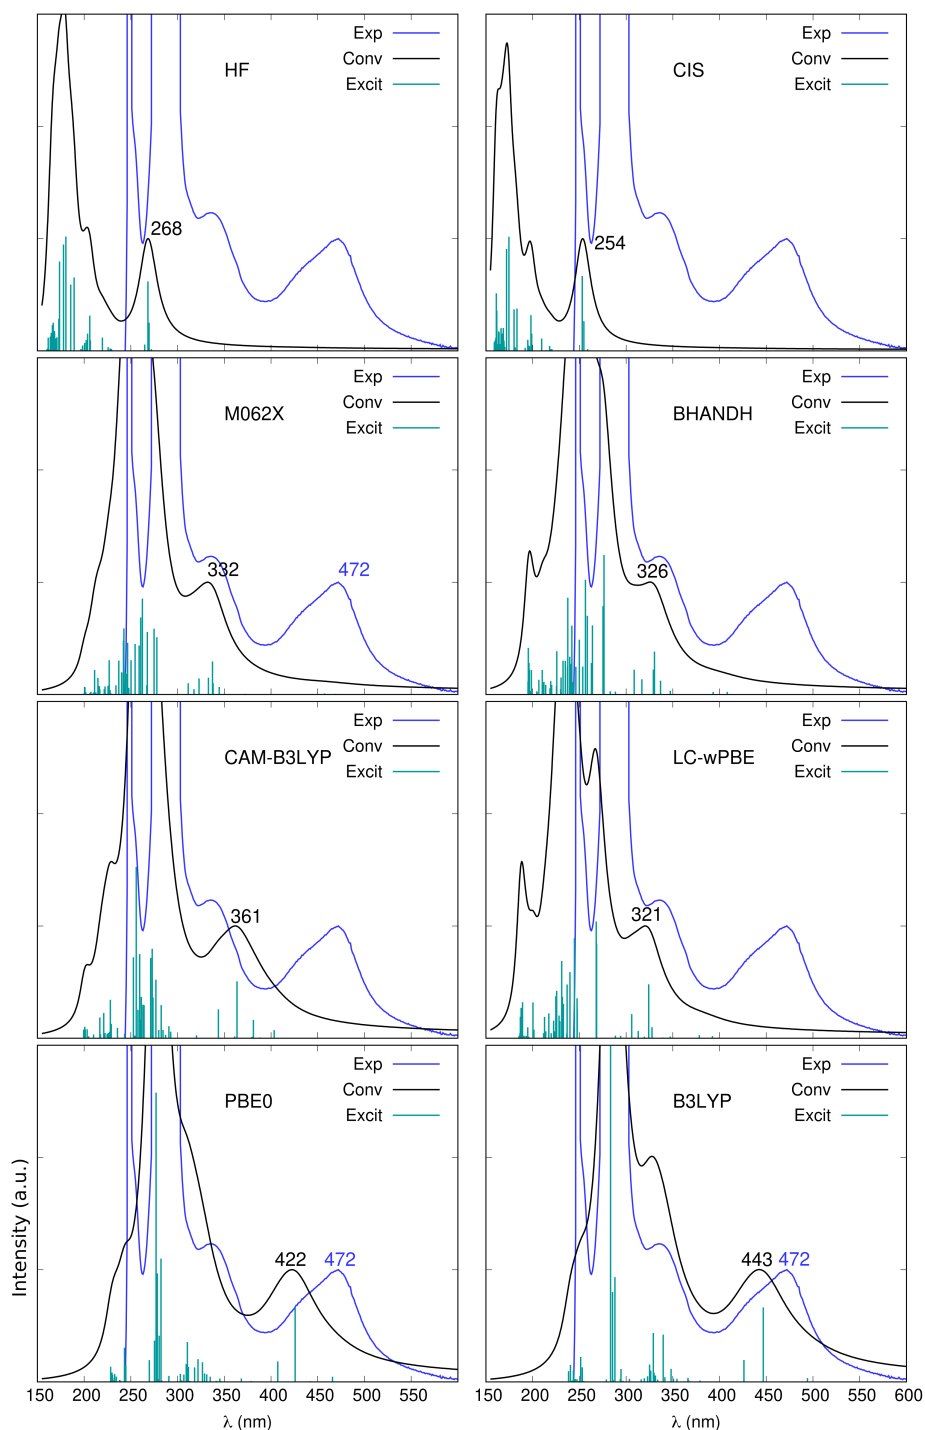 Exp
Conv
Excit
HF
268
Exp
Conv
Excit
CIS
254
Exp
Conv
Excit
M062X
332
472
Exp
Conv
Excit
BHANDH
326
Exp
Conv
Excit
CAM-B3LYP
361
Exp
Conv
Excit
LC-wPBE
321
Exp
Conv
Excit
PBE0
422 472
Exp
Conv
Excit
B3LYP
443 472
Intensity (a.u.)
150 200 250 300 350 400 450 500 550
150 200 250 300 350 400 450 500 550 600
λ (nm)
λ (nm)